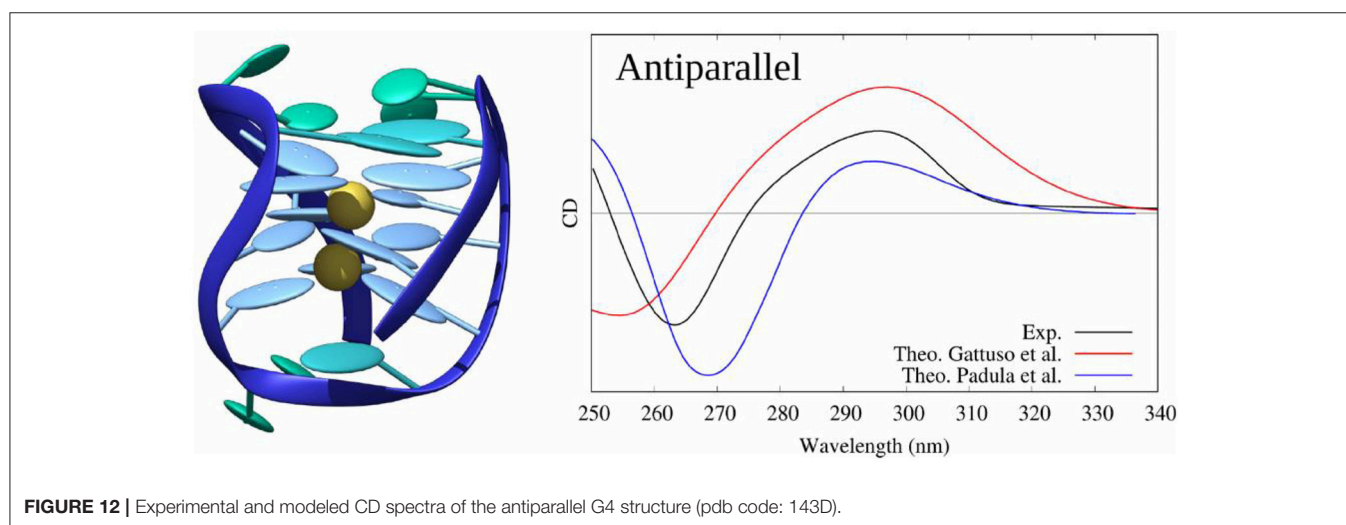 Antiparallel
CD
Exp.
Theo. Gattuso et al.
Theo. Padula et al.
250 260 270 280 290 300 310 320 330 340
Wavelength (nm)
FIGURE 12 | Experimental and modeled CD spectra of the antiparallel G4 structure (pdb code: 143D).